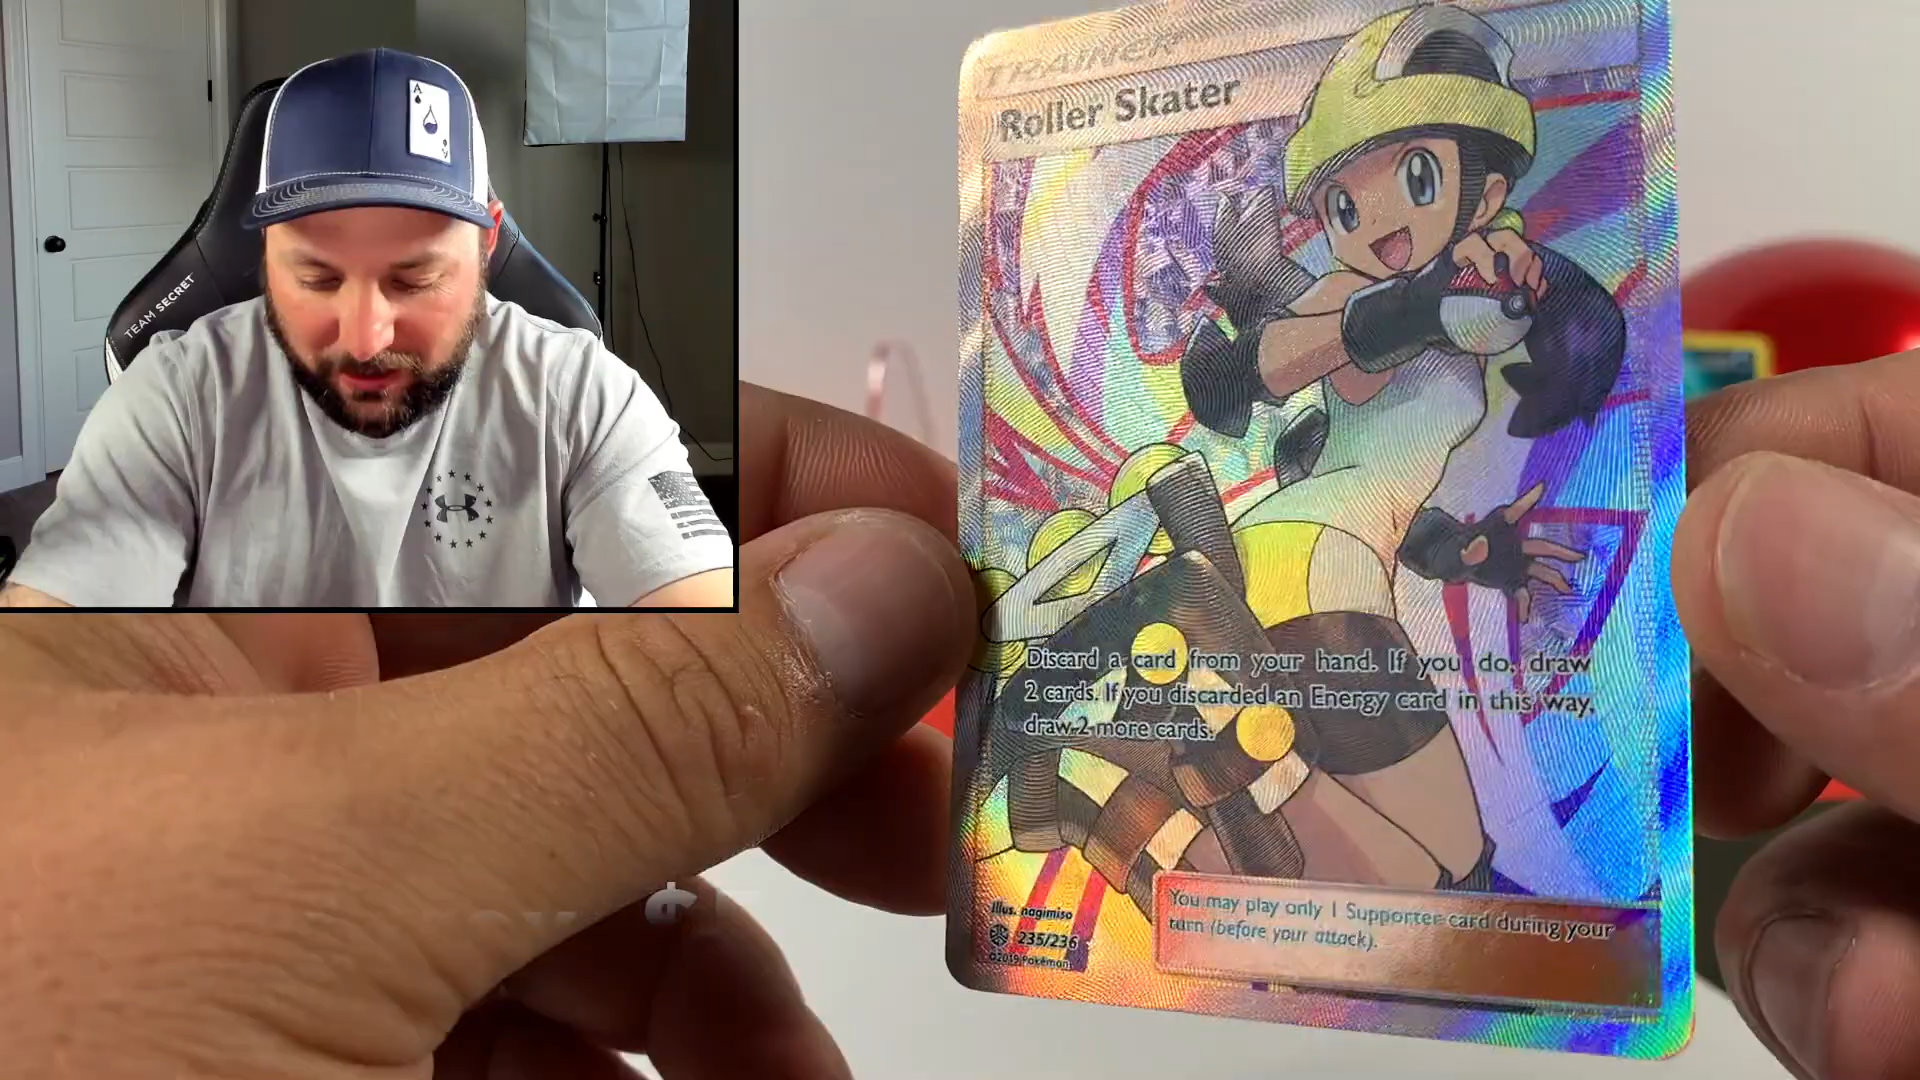 TEAM SECRET
A
TRAINER
Roller Skater
Discard a card from your hand. If you do, draw
2 cards. If you discarded an Energy card in this way,
draw 2 more cards.
You may play only 1 Supporter card during your
turn (before your attack).
Illus. nagimiso
235/236
©2019 Pokémon
$